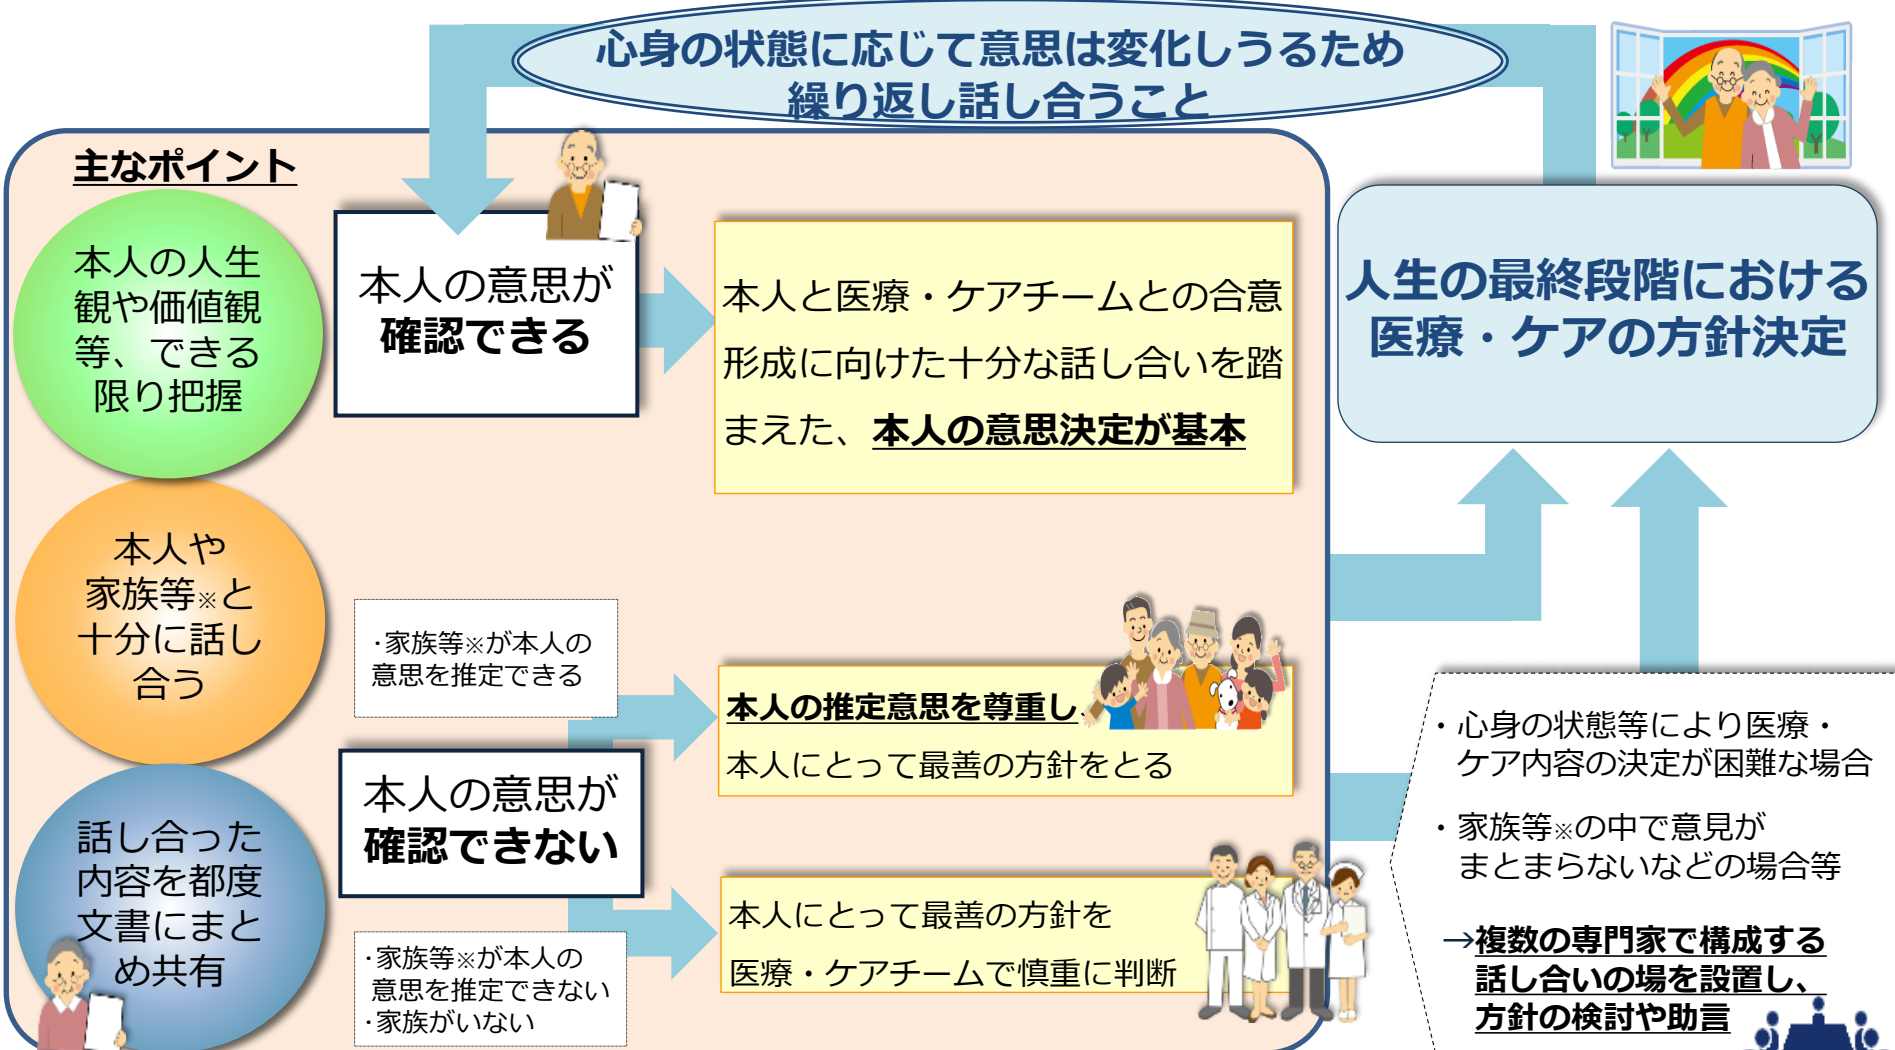 心身の状態に応じて意思は変化しうるため
繰り返し話し合うこと
主なポイント
本人の人生
観や価値観
等、できる
限り把握
本人や
家族等※と
十分に話し
合う
話し合った
内容を都度
文書にまと
め共有
本人の意思が
確認できる
本人と医療・ケアチームとの合意
形成に向けた十分な話し合いを踏
まえた、本人の意思決定が基本
・家族等※が本人の
意思を推定できる
本人の推定意思を尊重し、
本人にとって最善の方針をとる
本人の意思が
確認できない
・家族等※が本人の
意思を推定できない
・家族がいない
本人にとって最善の方針を
医療・ケアチームで慎重に判断
人生の最終段階における
医療・ケアの方針決定
・心身の状態等により医療・
ケア内容の決定が困難な場合
・家族等※の中で意見が
まとまらないなどの場合等
→複数の専門家で構成する
話し合いの場を設置し、
方針の検討や助言